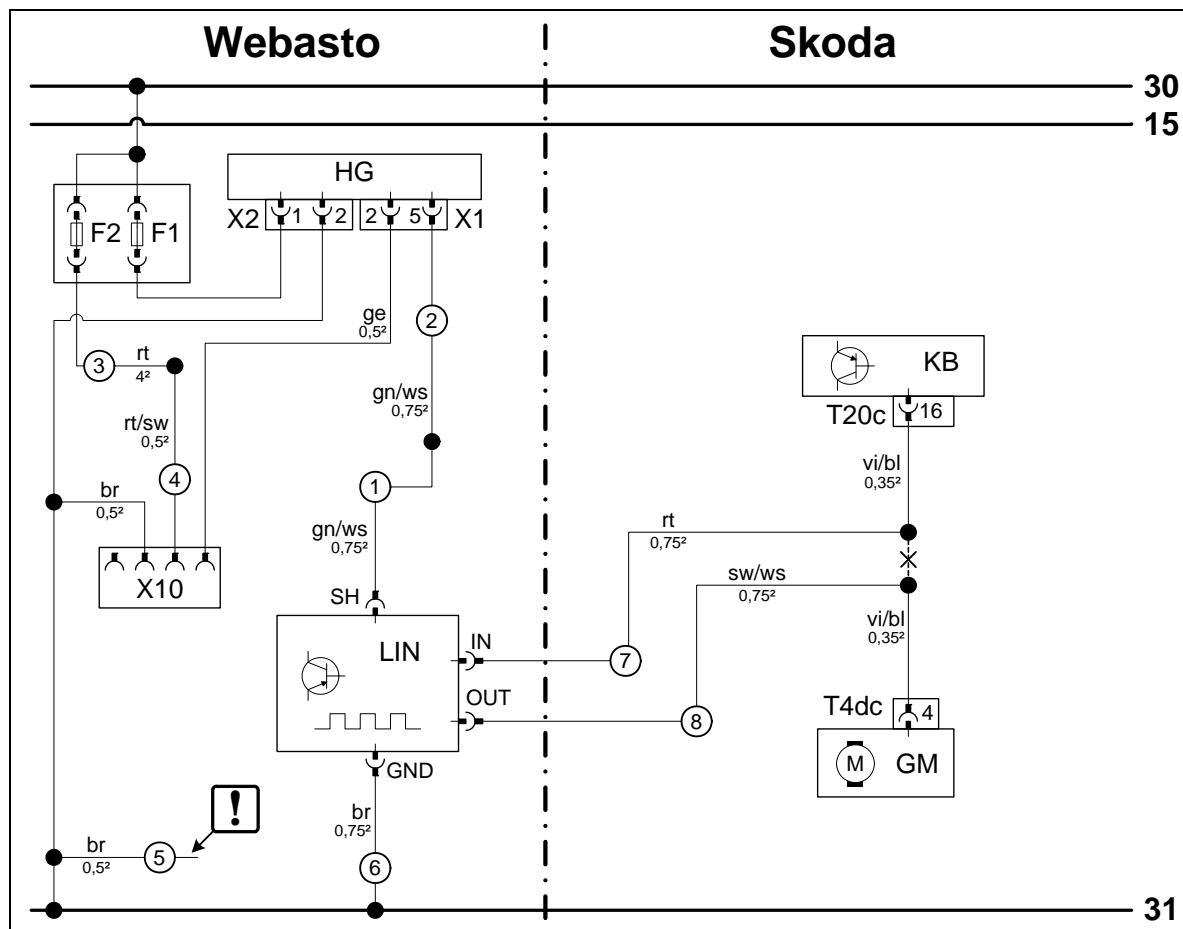 Webasto Skoda
30
15
HG
X2 1 2 2 5 X1
F2 F1
ge
0,5²
2
3 rt
4²
KB
gn/ws
0,75²
T20c 16
rt/sw
0,5²
4
1
vi/bl
0,35²
br
0,5²
rt
0,75²
gn/ws
0,75²
sw/ws
0,75²
X10
SH
vi/bl
0,35²
LIN IN
7
OUT
8
T4dc 4
GND
M GM
!
br
0,75²
br
0,5²
5
6
31